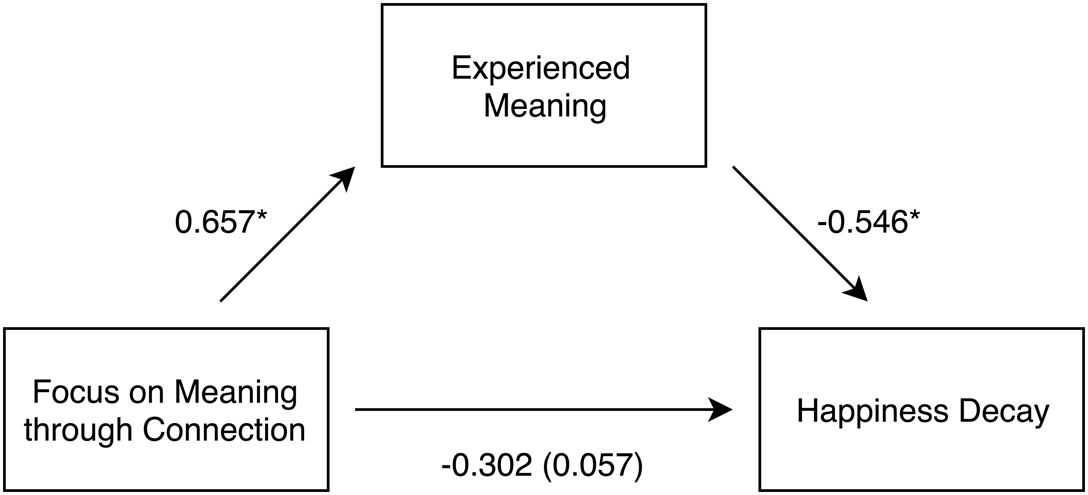 Experienced
Meaning
0.657*
-0.546*
Focus on Meaning
through Connection
Happiness Decay
-0.302 (0.057)